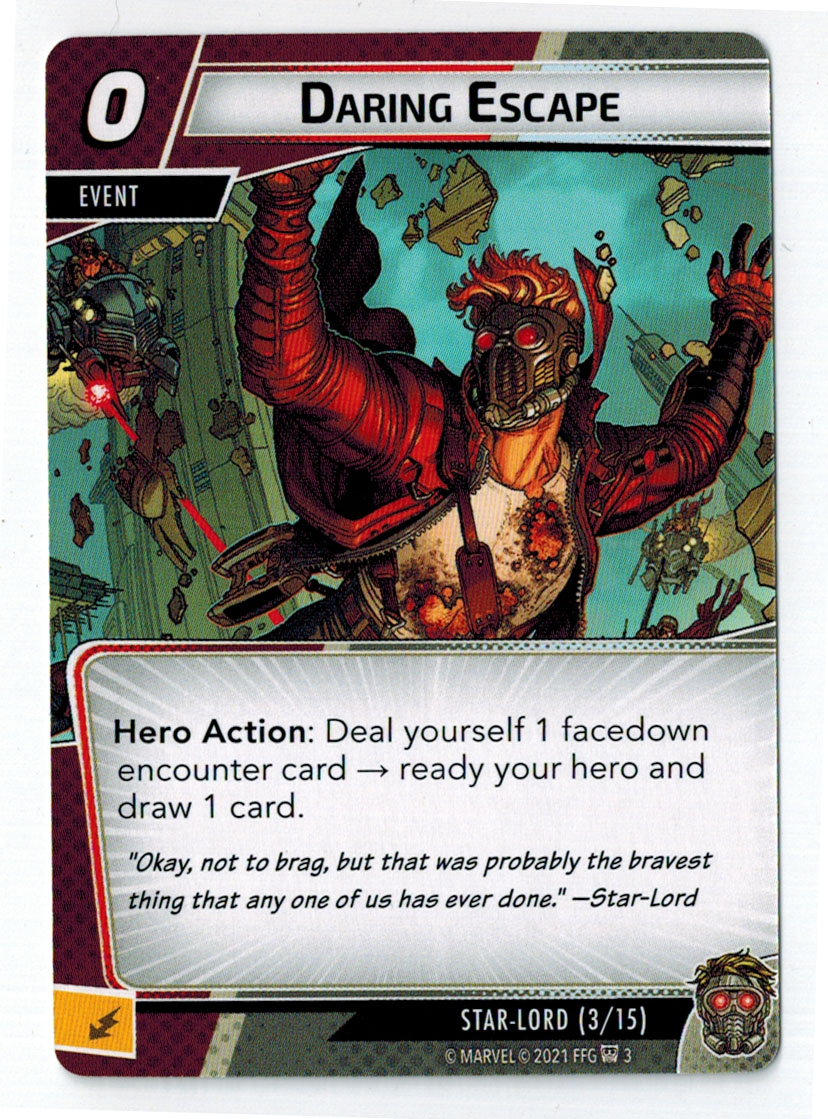 0
DARING ESCAPE
EVENT
Hero Action: Deal yourself 1 facedown
encounter card → ready your hero and
draw 1 card.
"Okay, not to brag, but that was probably the bravest
thing that any one of us has ever done." —Star-Lord
STAR-LORD (3/15)
© MARVEL © 2021 FFG 3